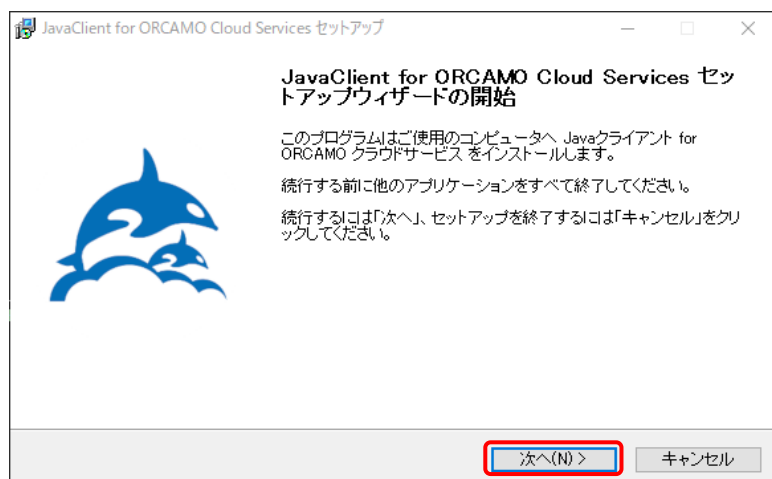 JavaClient for ORCAMO Cloud Services セットアップ
JavaClient for ORCAMO Cloud Services セッ
トアップウィザードの開始
このプログラムはご使用のコンピュータへ Javaクライアント for
ORCAMO クラウドサービス をインストールします。
続行する前に他のアプリケーションをすべて終了してください。
続行するには「次へ」、セットアップを終了するには「キャンセル」をクリ
ックしてください。
次へ(N) >
キャンセル